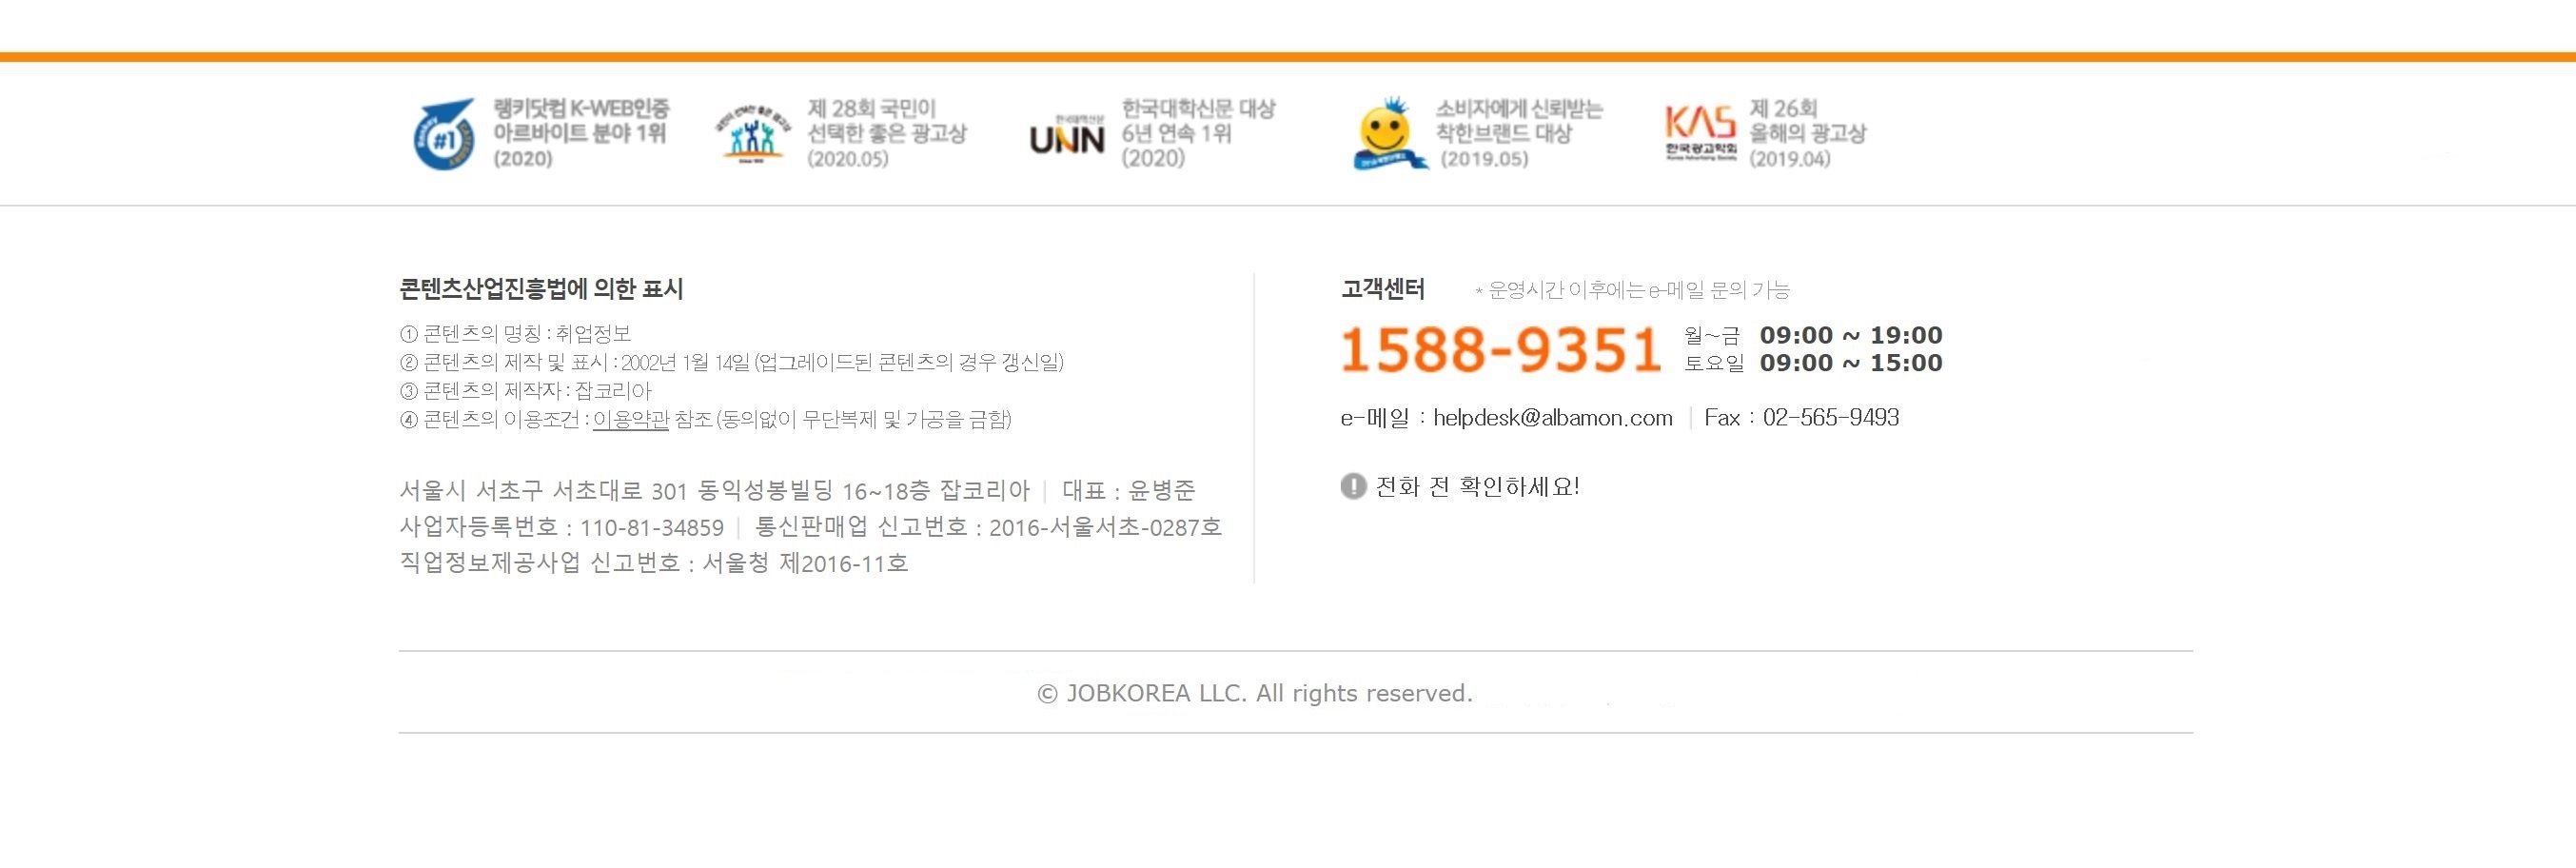 랭키닷컴 K-WEB인증
아르바이트 분야 1위
(2020)
#1
제 28회 국민이
선택한 좋은 광고상
(2020.05)
한국대학신문
UNN
한국대학신문 대상
6년 연속 1위
(2020)
소비자에게 신뢰받는
착한브랜드 대상
(2019.05)
KAS
한국광고학회
Korea Advertising Society
제 26회
올해의 광고상
(2019.04)
콘텐츠산업진흥법에 의한 표시
① 콘텐츠의 명칭 : 취업정보
② 콘텐츠의 제작 및 표시 : 2002년 1월 14일 (업그레이드된 콘텐츠의 경우 갱신일)
③ 콘텐츠의 제작자 : 잡코리아
④ 콘텐츠의 이용조건 : 이용약관 참조 (동의없이 무단복제 및 가공을 금함)
서울시 서초구 서초대로 301 동익성봉빌딩 16~18층 잡코리아 | 대표 : 윤병준
사업자등록번호 : 110-81-34859 | 통신판매업 신고번호 : 2016-서울서초-0287호
직업정보제공사업 신고번호 : 서울청 제2016-11호
고객센터 * 운영시간 이후에는 e-메일 문의 가능
1588-9351
월~금 09:00 ~ 19:00
토요일 09:00 ~ 15:00
e-메일 : helpdesk@albamon.com | Fax : 02-565-9493
! 전화 전 확인하세요!
© JOBKOREA LLC. All rights reserved.